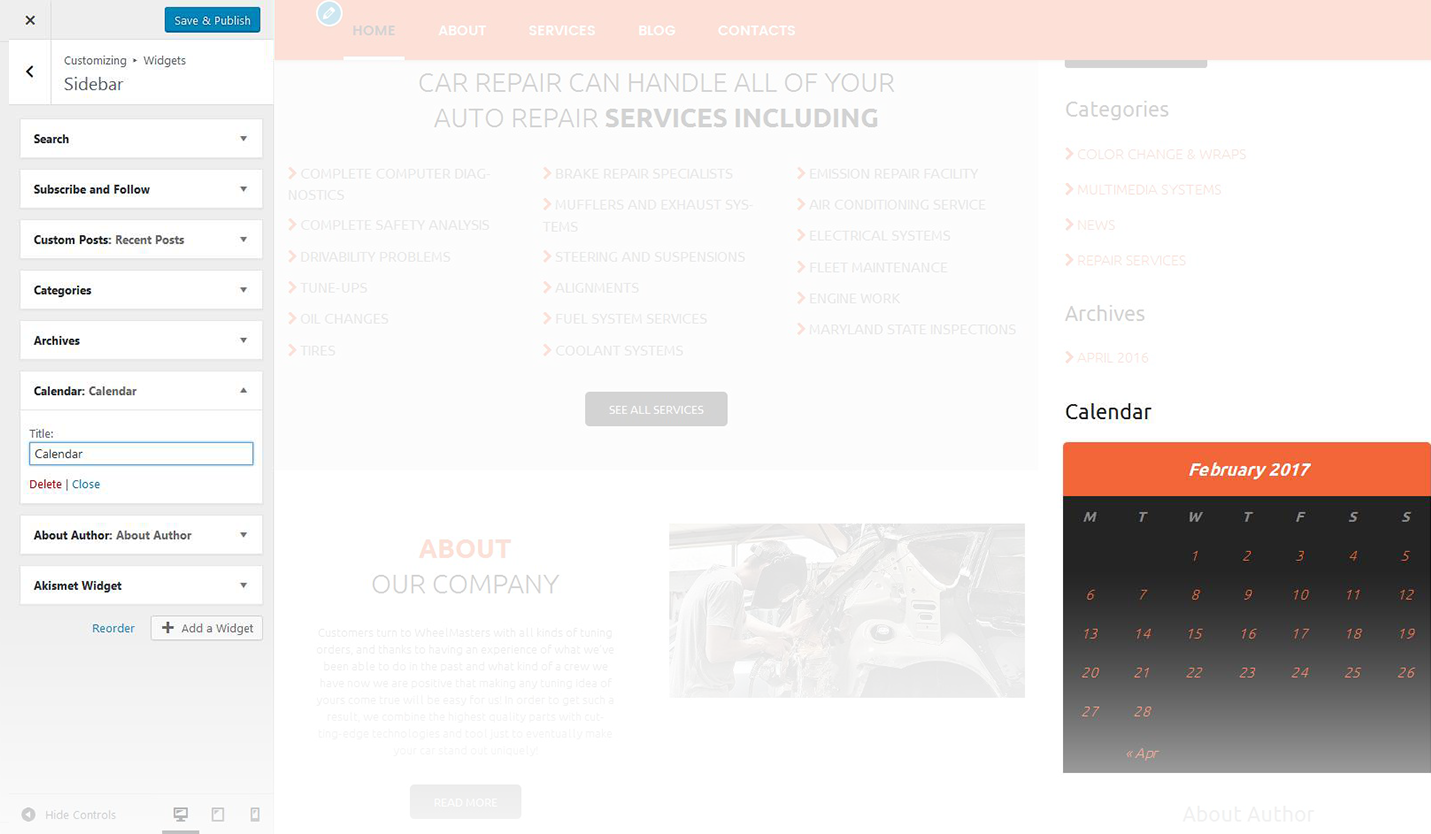 Save & Publish
Customizing ▸ Widgets
Sidebar
Search
Subscribe and Follow
Custom Posts: Recent Posts
Categories
Archives
Calendar: Calendar
Title:
Calendar
Delete | Close
About Author: About Author
Akismet Widget
Reorder
Add a Widget
Hide Controls
HOME ABOUT SERVICES BLOG CONTACTS
CAR REPAIR CAN HANDLE ALL OF YOUR
AUTO REPAIR SERVICES INCLUDING
COMPLETE COMPUTER DIAG-
NOSTICS
COMPLETE SAFETY ANALYSIS
DRIVABILITY PROBLEMS
TUNE-UPS
OIL CHANGES
TIRES
BRAKE REPAIR SPECIALISTS
MUFFLERS AND EXHAUST SYS-
TEMS
STEERING AND SUSPENSIONS
ALIGNMENTS
FUEL SYSTEM SERVICES
COOLANT SYSTEMS
EMISSION REPAIR FACILITY
AIR CONDITIONING SERVICE
ELECTRICAL SYSTEMS
FLEET MAINTENANCE
ENGINE WORK
MARYLAND STATE INSPECTIONS
SEE ALL SERVICES
ABOUT
OUR COMPANY
Customers turn to WheelMasters with all kinds of tuning
orders, and thanks to having an experience of what we've
been able to do in the past and what kind of a crew we
have now we are positive that making any tuning idea of
yours come true will be easy for us! In order to get such a
result, we combine the highest quality parts with cut-
ting-edge technologies and tool just to eventually make
your car stand out uniquely!
READ MORE
Categories
COLOR CHANGE & WRAPS
MULTIMEDIA SYSTEMS
NEWS
REPAIR SERVICES
Archives
APRIL 2016
Calendar
February 2017
M T W T F S S
1 2 3 4 5
6 7 8 9 10 11 12
13 14 15 16 17 18 19
20 21 22 23 24 25 26
27 28
« Apr
About Author